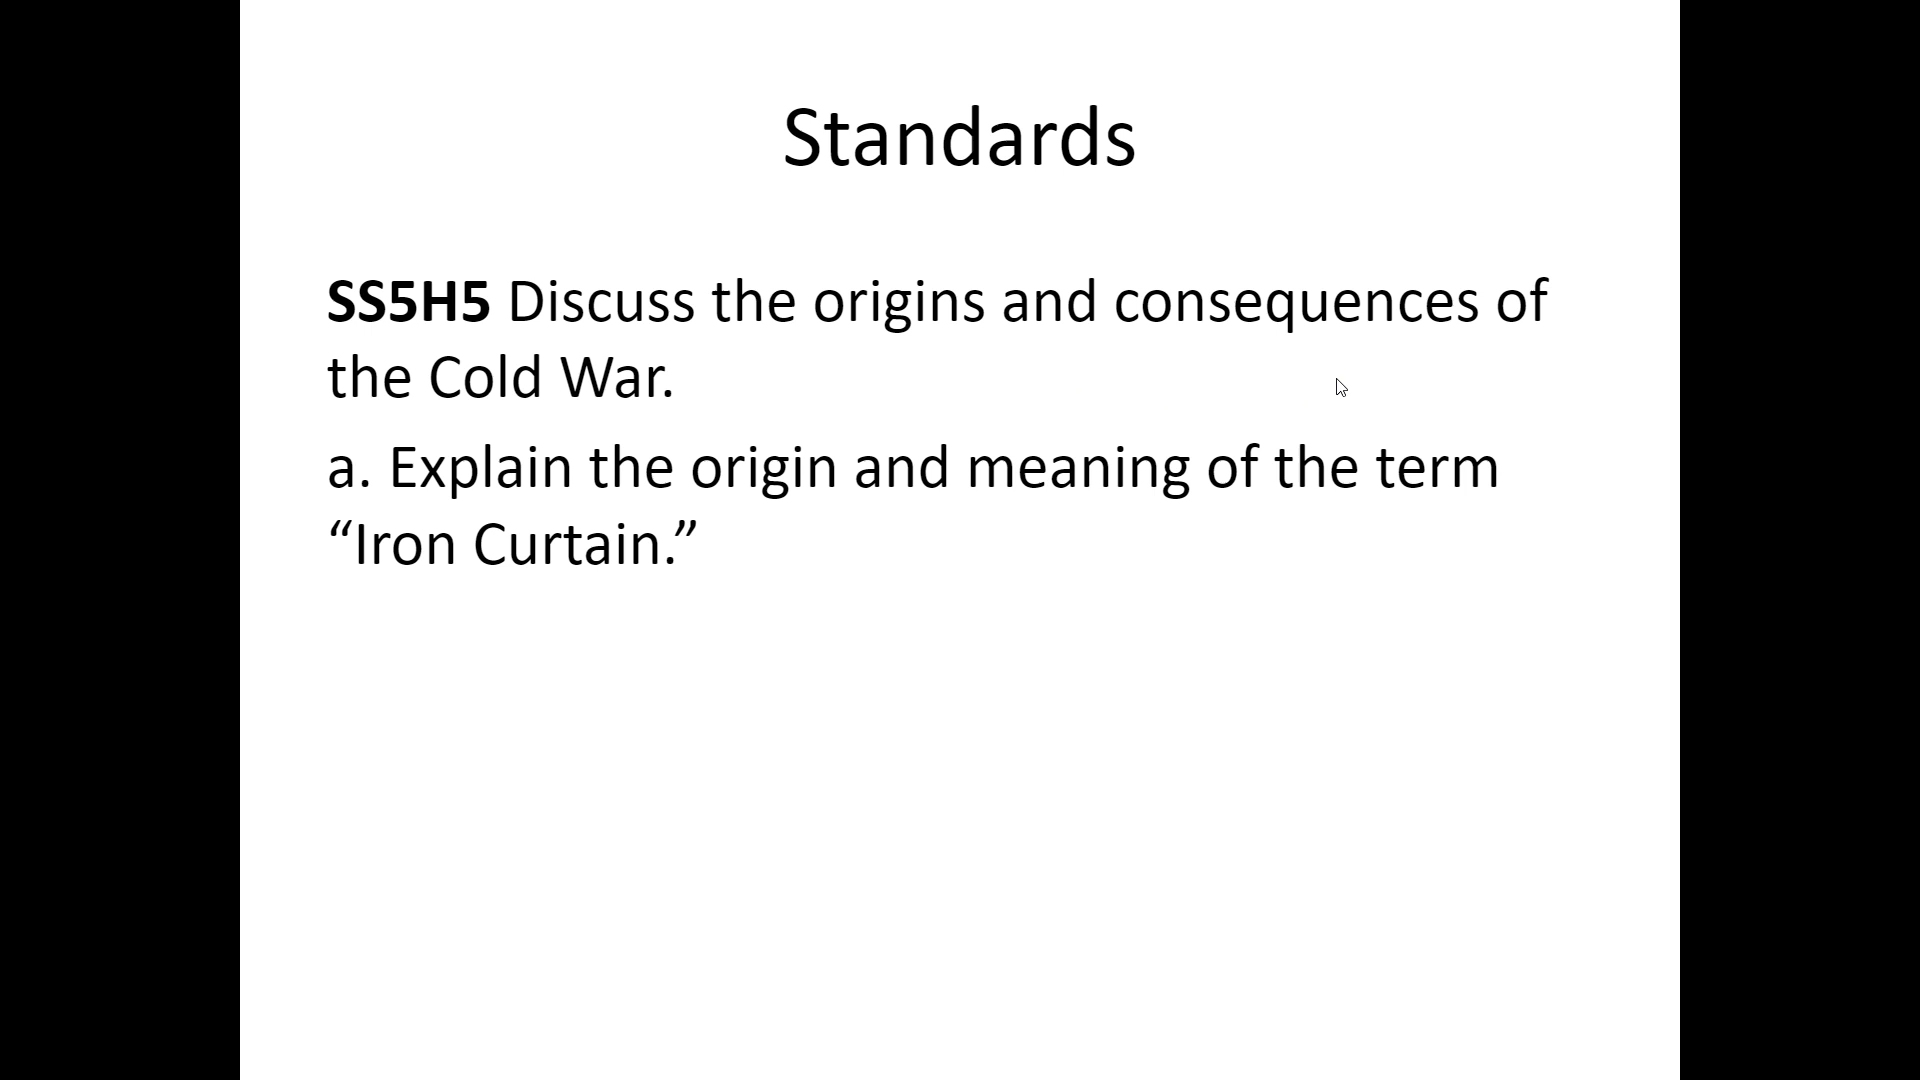 Standards
SS5H5 Discuss the origins and consequences of
the Cold War.
a. Explain the origin and meaning of the term
“Iron Curtain.”